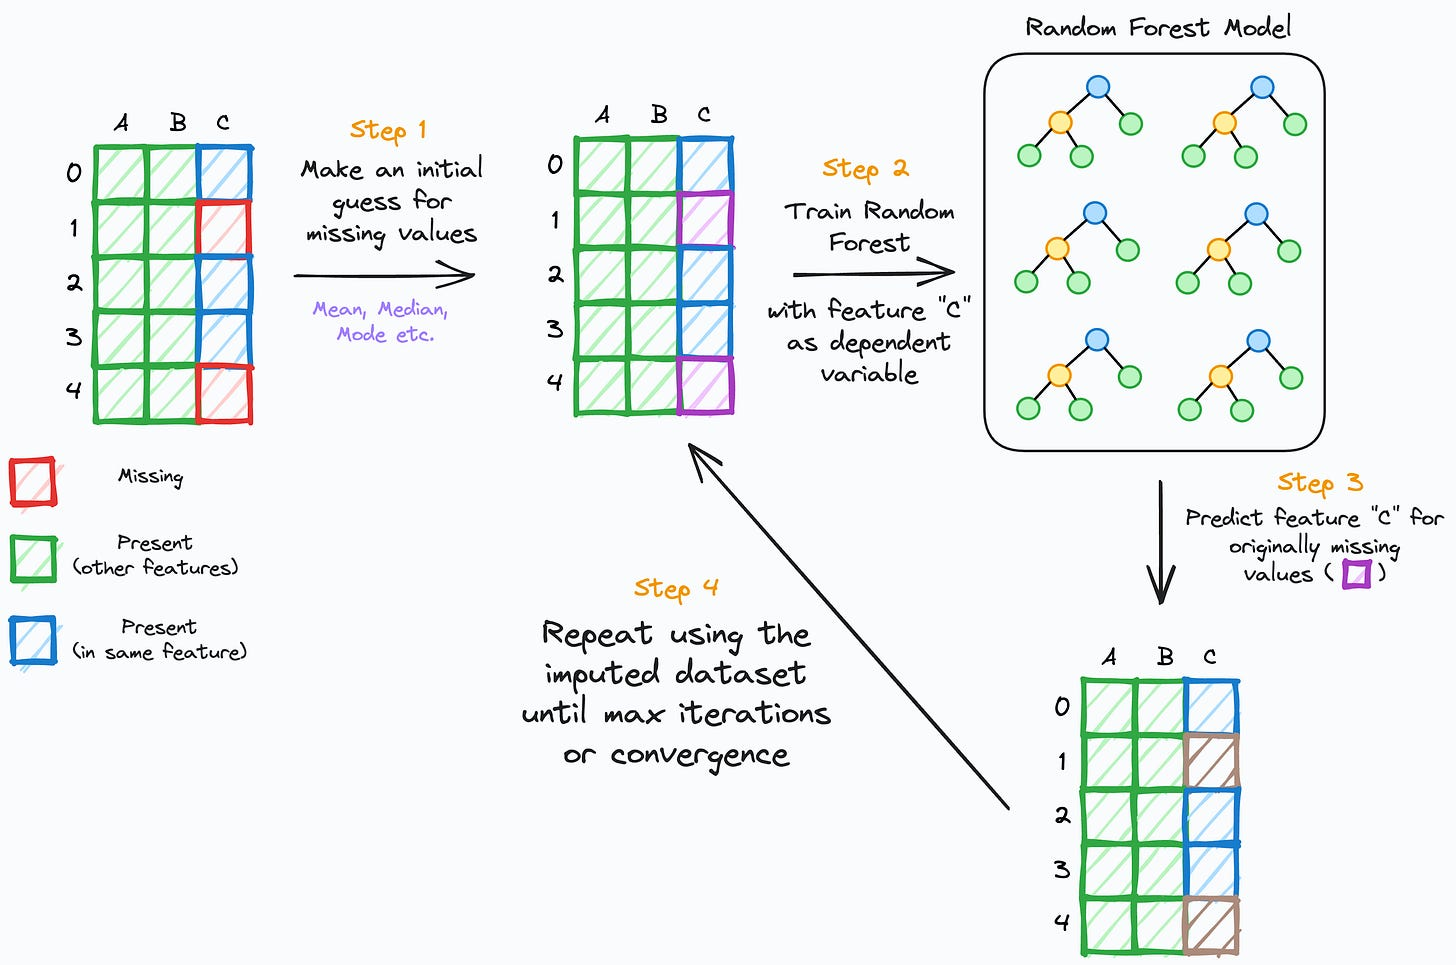 Random Forest Model
A B C
0
1
2
3
4
Step 1
Make an initial
guess for
missing values
Mean, Median,
Mode etc.
A B C
0
1
2
3
4
Step 2
Train Random
Forest
with feature "C"
as dependent
variable
Missing
Present
(other features)
Present
(in same feature)
Step 3
Predict feature "C" for
originally missing
values ( )
Step 4
Repeat using the
imputed dataset
until max iterations
or convergence
A B C
0
1
2
3
4